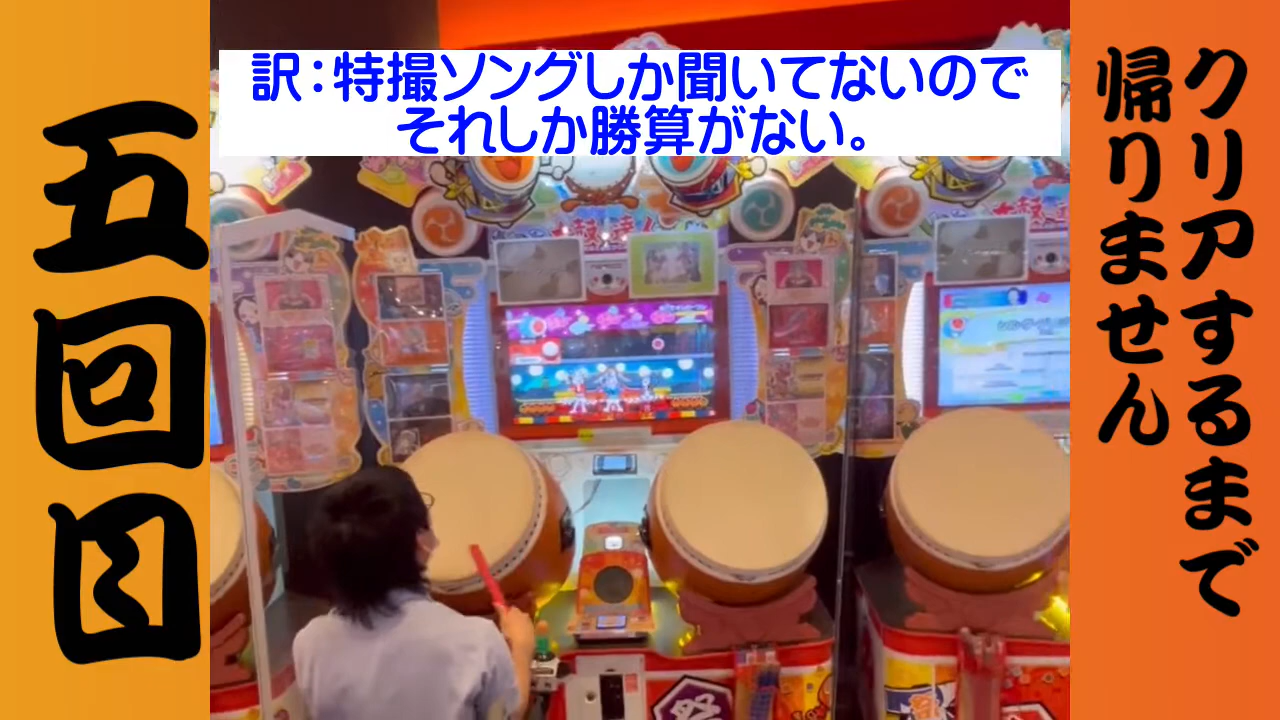 訳：特撮ソングしか聞いてないので
それしか勝算がない。
クリアするまで
帰りません
五回目